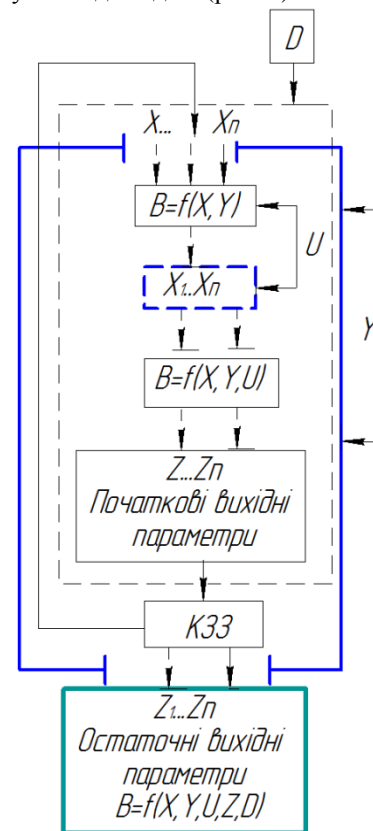 D
X... Xn
B=f(X,Y)
U
X1..Xn
Y
B=f(X,Y,U)
Z...Zn
Початкові вихідні
параметри
КЗЗ
Z1...Zn
Остаточні вихідні
параметри
B=f(X,Y,U,Z,D)